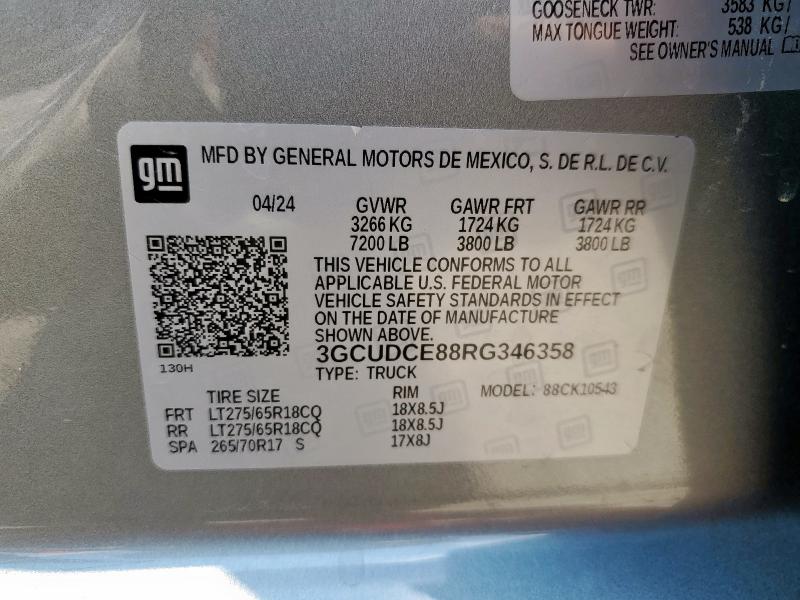 GOOSENECK TWR: 3583 KG/
MAX TONGUE WEIGHT: 538 KG/
SEE OWNER'S MANUAL
gm
MFD BY GENERAL MOTORS DE MEXICO, S. DE R.L. DE C.V.
04/24 GVWR GAWR FRT GAWR RR
3266 KG 1724 KG 1724 KG
7200 LB 3800 LB 3800 LB
THIS VEHICLE CONFORMS TO ALL
APPLICABLE U.S. FEDERAL MOTOR
VEHICLE SAFETY STANDARDS IN EFFECT
ON THE DATE OF MANUFACTURE
SHOWN ABOVE.
3GCUDCE88RG346358
130H
TYPE: TRUCK
TIRE SIZE RIM MODEL: 88CK10543
FRT LT275/65R18CQ 18X8.5J
RR LT275/65R18CQ 18X8.5J
SPA 265/70R17 S 17X8J